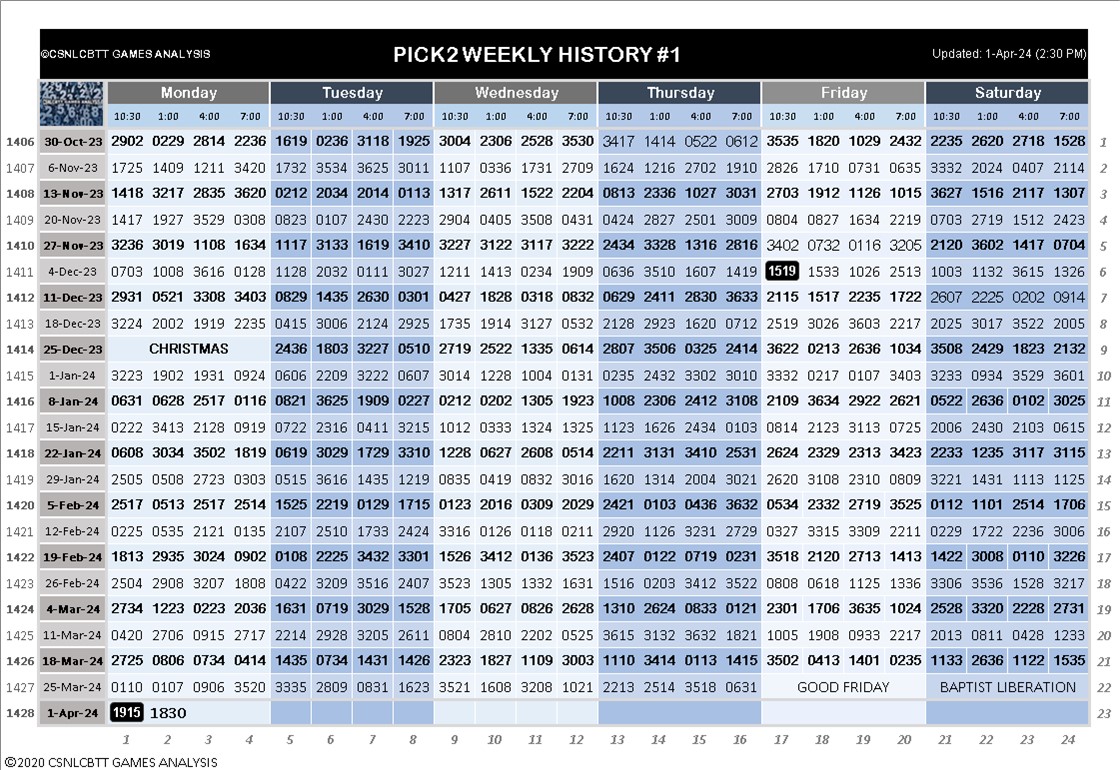 ©CSNLCBTT GAMES ANALYSIS PICK2 WEEKLY HISTORY #1 Updated: 1-Apr-24 (2:30 PM)
Monday Tuesday Wednesday Thursday Friday Saturday
10:30 1:00 4:00 7:00 10:30 1:00 4:00 7:00 10:30 1:00 4:00 7:00 10:30 1:00 4:00 7:00 10:30 1:00 4:00 7:00 10:30 1:00 4:00 7:00
1406 30-Oct-23 2902 0229 2814 2236 1619 0236 3118 1925 3004 2306 2528 3530 3417 1414 0522 0612 3535 1820 1029 2432 2235 2620 2718 1528 1
1407 6-Nov-23 1725 1409 1211 3420 1732 3534 3625 3011 1107 0336 1731 2709 1624 1216 2702 1910 2826 1710 0731 0635 3332 2024 0407 2114 2
1408 13-Nov-23 1418 3217 2835 3620 0212 2034 2014 0113 1317 2611 1522 2204 0813 2336 1027 3031 2703 1912 1126 1015 3627 1516 2117 1307 3
1409 20-Nov-23 1417 1927 3529 0308 0823 0107 2430 2223 2904 0405 3508 0431 0424 2827 2501 3009 0804 0827 1634 2219 0703 2719 1512 2423 4
1410 27-Nov-23 3236 3019 1108 1634 1117 3133 1619 3410 3227 3122 3117 3222 2434 3328 1316 2816 3402 0732 0116 3205 2120 3602 1417 0704 5
1411 4-Dec-23 0703 1008 3616 0128 1128 2032 0111 3027 1211 1413 0234 1909 0636 3510 1607 1419 1519 1533 1026 2513 1003 1132 3615 1326 6
1412 11-Dec-23 2931 0521 3308 3403 0829 1435 2630 0301 0427 1828 0318 0832 0629 2411 2830 3633 2115 1517 2235 1722 2607 2225 0202 0914 7
1413 18-Dec-23 3224 2002 1919 2235 0415 3006 2124 2925 1735 1914 3127 0532 2128 2923 1620 0712 2519 3026 3603 2217 2025 3017 3522 2005 8
1414 25-Dec-23 CHRISTMAS 2436 1803 3227 0510 2719 2522 1335 0614 2807 3506 0325 2414 3622 0213 2636 1034 3508 2429 1823 2132 9
1415 1-Jan-24 3223 1902 1931 0924 0606 2209 3222 0607 3014 1228 1004 0131 0235 2432 3302 3010 3332 0217 0107 3403 3233 0934 3529 3601 10
1416 8-Jan-24 0631 0628 2517 0116 0821 3625 1909 0227 0212 0202 1305 1923 1008 2306 2412 3108 2109 3634 2922 2621 0522 2636 0102 3025 11
1417 15-Jan-24 0222 3413 2128 0919 0722 2316 0411 3215 1012 0333 1324 1325 1123 1626 2434 0103 0814 2123 3113 0725 2006 2430 2103 0615 12
1418 22-Jan-24 0608 3034 3502 1819 0619 3029 1729 3310 1228 0627 2608 0514 2211 3131 3410 2531 2624 2329 2313 3423 2233 1235 3117 3115 13
1419 29-Jan-24 2505 0508 2723 0303 0515 3616 1435 1219 0835 0419 0832 3016 1620 1314 2004 3021 2620 3108 2310 0809 3221 1431 1113 1125 14
1420 5-Feb-24 2517 0513 2517 2514 1525 2219 0129 1715 0123 2016 0309 2029 2421 0103 0436 3632 0534 2332 2719 3525 0112 1101 2514 1706 15
1421 12-Feb-24 0225 0535 2121 0135 2107 2510 1733 2424 3316 0126 0118 0211 2920 1126 3231 2729 0327 3315 3309 2211 0229 1722 2236 3006 16
1422 19-Feb-24 1813 2935 3024 0902 0108 2225 3432 3301 1526 3412 0136 3523 2407 0122 0719 0231 3518 2120 2713 1413 1422 3008 0110 3226 17
1423 26-Feb-24 2504 2908 3207 1808 0422 3209 3516 2407 3523 1305 1332 1631 1516 0203 3412 3522 0808 0618 1125 1336 3306 3536 1528 3217 18
1424 4-Mar-24 2734 1223 0223 2036 1631 0719 3029 1528 1705 0627 0826 2628 1310 2624 0833 0121 2301 1706 3635 1024 2528 3320 2228 2731 19
1425 11-Mar-24 0420 2706 0915 2717 2214 2928 3205 2611 0804 2810 2202 0525 3615 3132 3632 1821 1005 1908 0933 2217 2013 0811 0428 1233 20
1426 18-Mar-24 2725 0806 0734 0414 1435 0734 1431 1426 2323 1827 1109 3003 1110 3414 0113 1415 3502 0413 1401 0235 1133 2636 1122 1535 21
1427 25-Mar-24 0110 0107 0906 3520 3335 2809 0831 1623 3521 1608 3208 1021 2213 2514 3518 0631 GOOD FRIDAY BAPTIST LIBERATION 22
1428 1-Apr-24 1915 1830 23
1 2 3 4 5 6 7 8 9 10 11 12 13 14 15 16 17 18 19 20 21 22 23 24
©2020 CSNLCBTT GAMES ANALYSIS